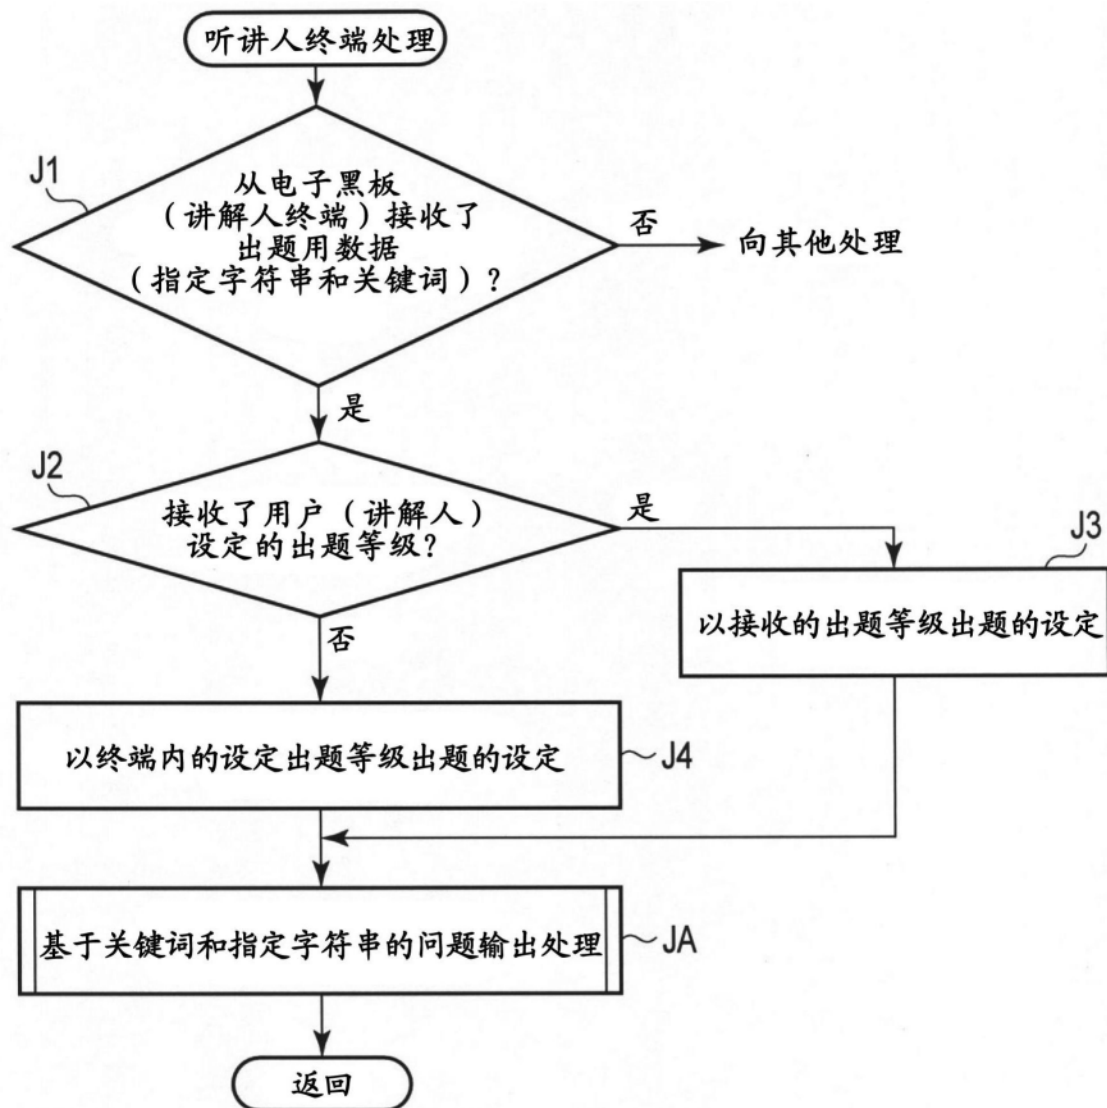 听讲人终端处理
J1
从电子黑板
（讲解人终端）接收了
出题用数据
（指定字符串和关键词）？
否
向其他处理
是
J2
接收了用户（讲解人）
设定的出题等级？
是
J3
以接收的出题等级出题的设定
否
以终端内的设定出题等级出题的设定
J4
基于关键词和指定字符串的问题输出处理
JA
返回